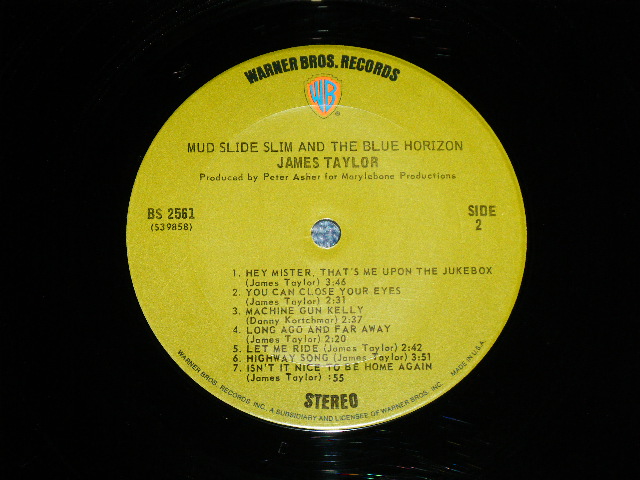 WARNER BROS. RECORDS
WB
MUD SLIDE SLIM AND THE BLUE HORIZON
JAMES TAYLOR
Produced by Peter Asher for Marylebone Productions
BS 2561
(S39858)
SIDE
2
1. HEY MISTER, THAT'S ME UPON THE JUKEBOX
(James Taylor) 3:46
2. YOU CAN CLOSE YOUR EYES
(James Taylor) 2:31
3. MACHINE GUN KELLY
(Danny Kortchmar) 2:37
4. LONG AGO AND FAR AWAY
(James Taylor) 2:20
5. LET ME RIDE (James Taylor) 2:42
6. HIGHWAY SONG (James Taylor) 3:51
7. ISN'T IT NICE TO BE HOME AGAIN
(James Taylor) :55
STEREO
WARNER BROS. RECORDS INC. A SUBSIDIARY AND LICENSEE OF WARNER BROS. INC. MADE IN U.S.A.